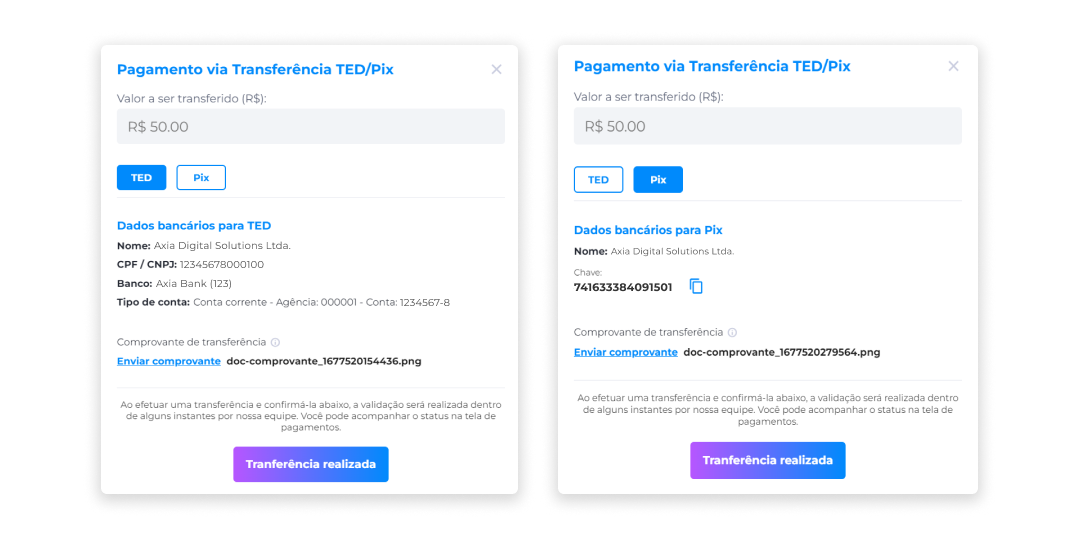 Pagamento via Transferência TED/Pix
Valor a ser transferido (R$):
R$ 50.00
TED
Pix
Dados bancários para TED
Nome: Axia Digital Solutions Ltda.
CPF / CNPJ: 12345678000100
Banco: Axia Bank (123)
Tipo de conta: Conta corrente - Agência: 000001 - Conta: 1234567-8
Comprovante de transferência
Enviar comprovante doc-comprovante_1677520154436.png
Ao efetuar uma transferência e confirmá-la abaixo, a validação será realizada dentro
de alguns instantes por nossa equipe. Você pode acompanhar o status na tela de
pagamentos.
Tranferência realizada
Pagamento via Transferência TED/Pix
Valor a ser transferido (R$):
R$ 50.00
TED
Pix
Dados bancários para Pix
Nome: Axia Digital Solutions Ltda.
Chave:
741633384091501
Comprovante de transferência
Enviar comprovante doc-comprovante_1677520279564.png
Ao efetuar uma transferência e confirmá-la abaixo, a validação será realizada dentro
de alguns instantes por nossa equipe. Você pode acompanhar o status na tela de
pagamentos.
Tranferência realizada